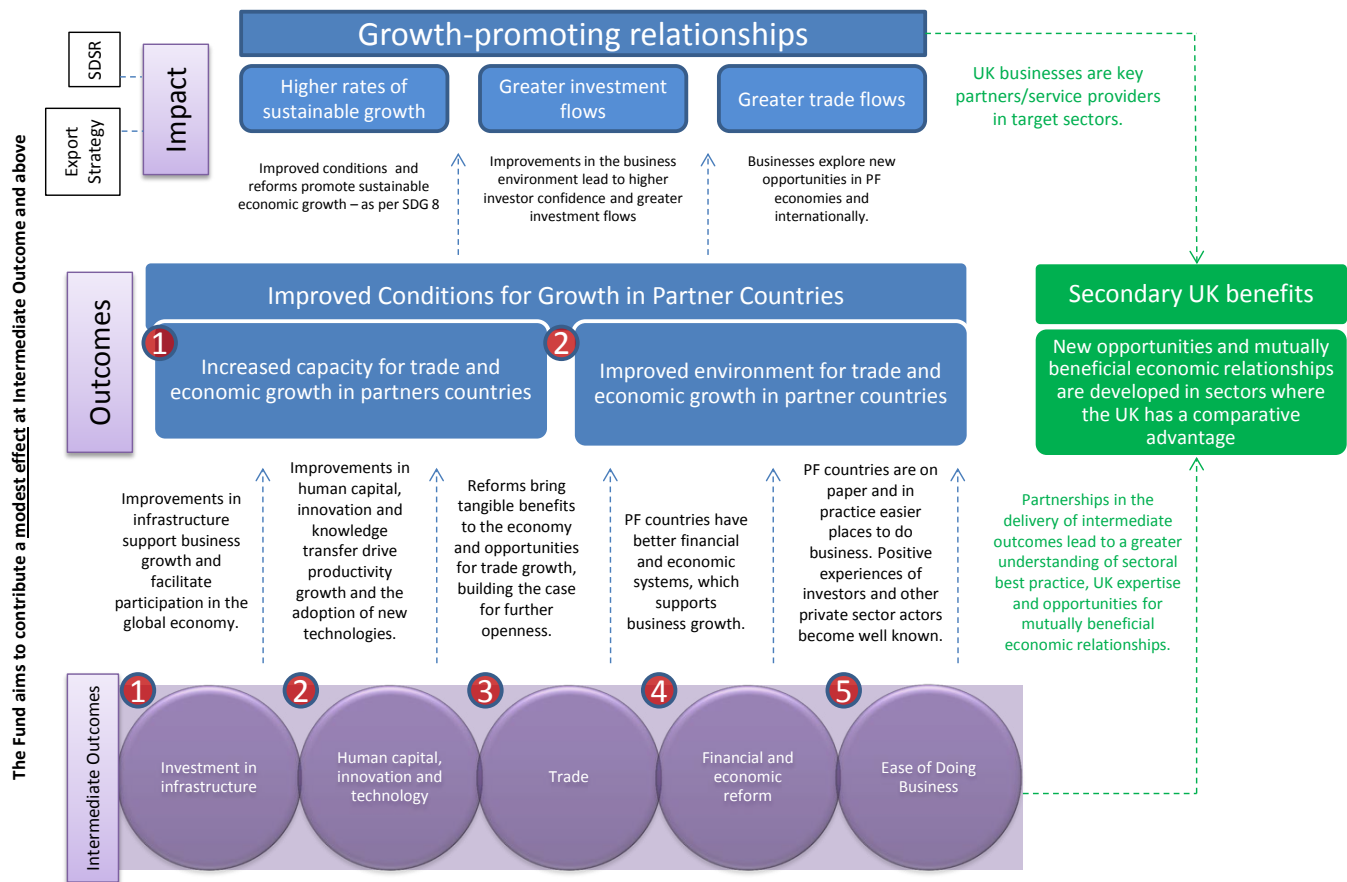 The Fund aims to contribute a modest effect at Intermediate Outcome and above
SDSR
Export
Strategy
Impact
Growth-promoting relationships
Higher rates of
sustainable growth
Greater investment
flows
Greater trade flows
UK businesses are key
partners/service providers
in target sectors.
Improved conditions and
reforms promote sustainable
economic growth – as per SDG 8
Improvements in the business
environment lead to higher
investor confidence and greater
investment flows
Businesses explore new
opportunities in PF
economies and
internationally.
Outcomes
Improved Conditions for Growth in Partner Countries
1
Increased capacity for trade and
economic growth in partners countries
2
Improved environment for trade and
economic growth in partner countries
Secondary UK benefits
New opportunities and mutually
beneficial economic relationships
are developed in sectors where
the UK has a comparative
advantage
Improvements in
infrastructure
support business
growth and
facilitate
participation in the
global economy.
Improvements in
human capital,
innovation and
knowledge
transfer drive
productivity
growth and the
adoption of new
technologies.
Reforms bring
tangible benefits
to the economy
and opportunities
for trade growth,
building the case
for further
openness.
PF countries have
better financial
and economic
systems, which
supports
business growth.
PF countries are on
paper and in
practice easier
places to do
business. Positive
experiences of
investors and other
private sector actors
become well known.
Partnerships in the
delivery of intermediate
outcomes lead to a greater
understanding of sectoral
best practice, UK expertise
and opportunities for
mutually beneficial
economic relationships.
Intermediate Outcomes
1
Investment in
infrastructure
2
Human capital,
innovation and
technology
3
Trade
4
Financial and
economic
reform
5
Ease of Doing
Business